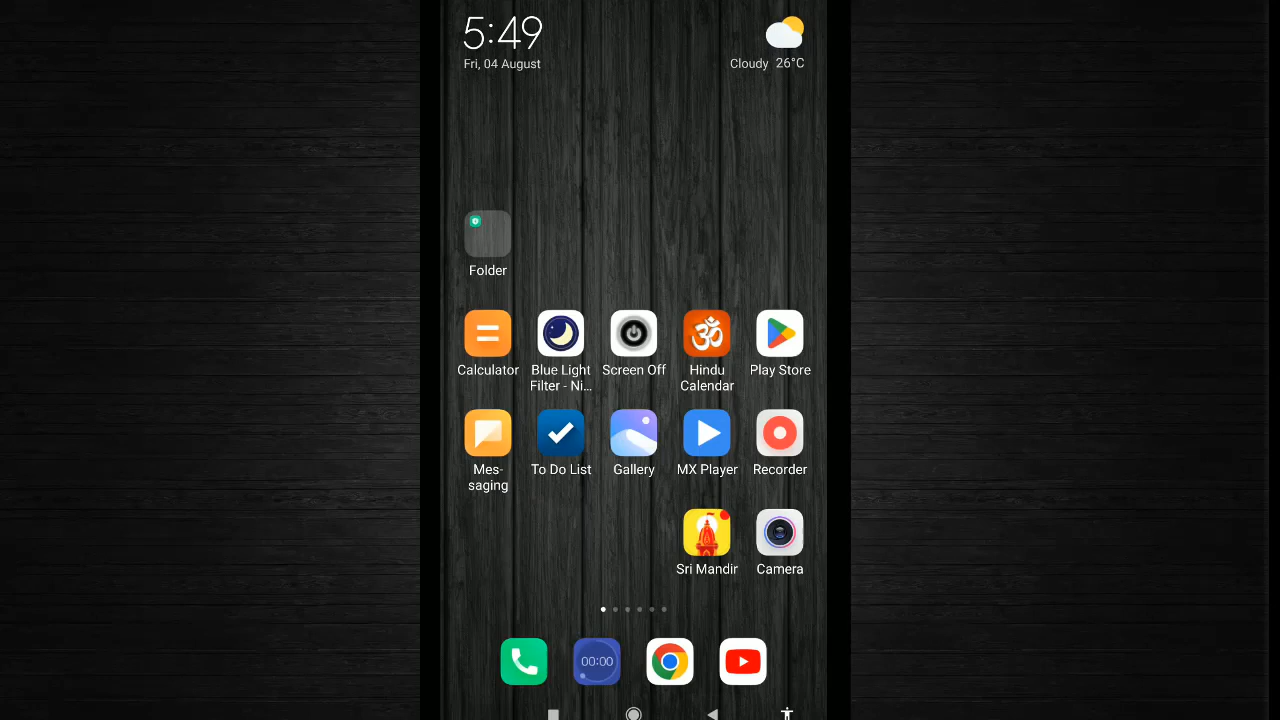 5:49
Fri, 04 August
Cloudy 26°C
Folder
Calculator
Blue Light
Filter - Ni...
Screen Off
Hindu
Calendar
Play Store
Mes-
saging
To Do List
Gallery
MX Player
Recorder
Sri Mandir
Camera
00:00